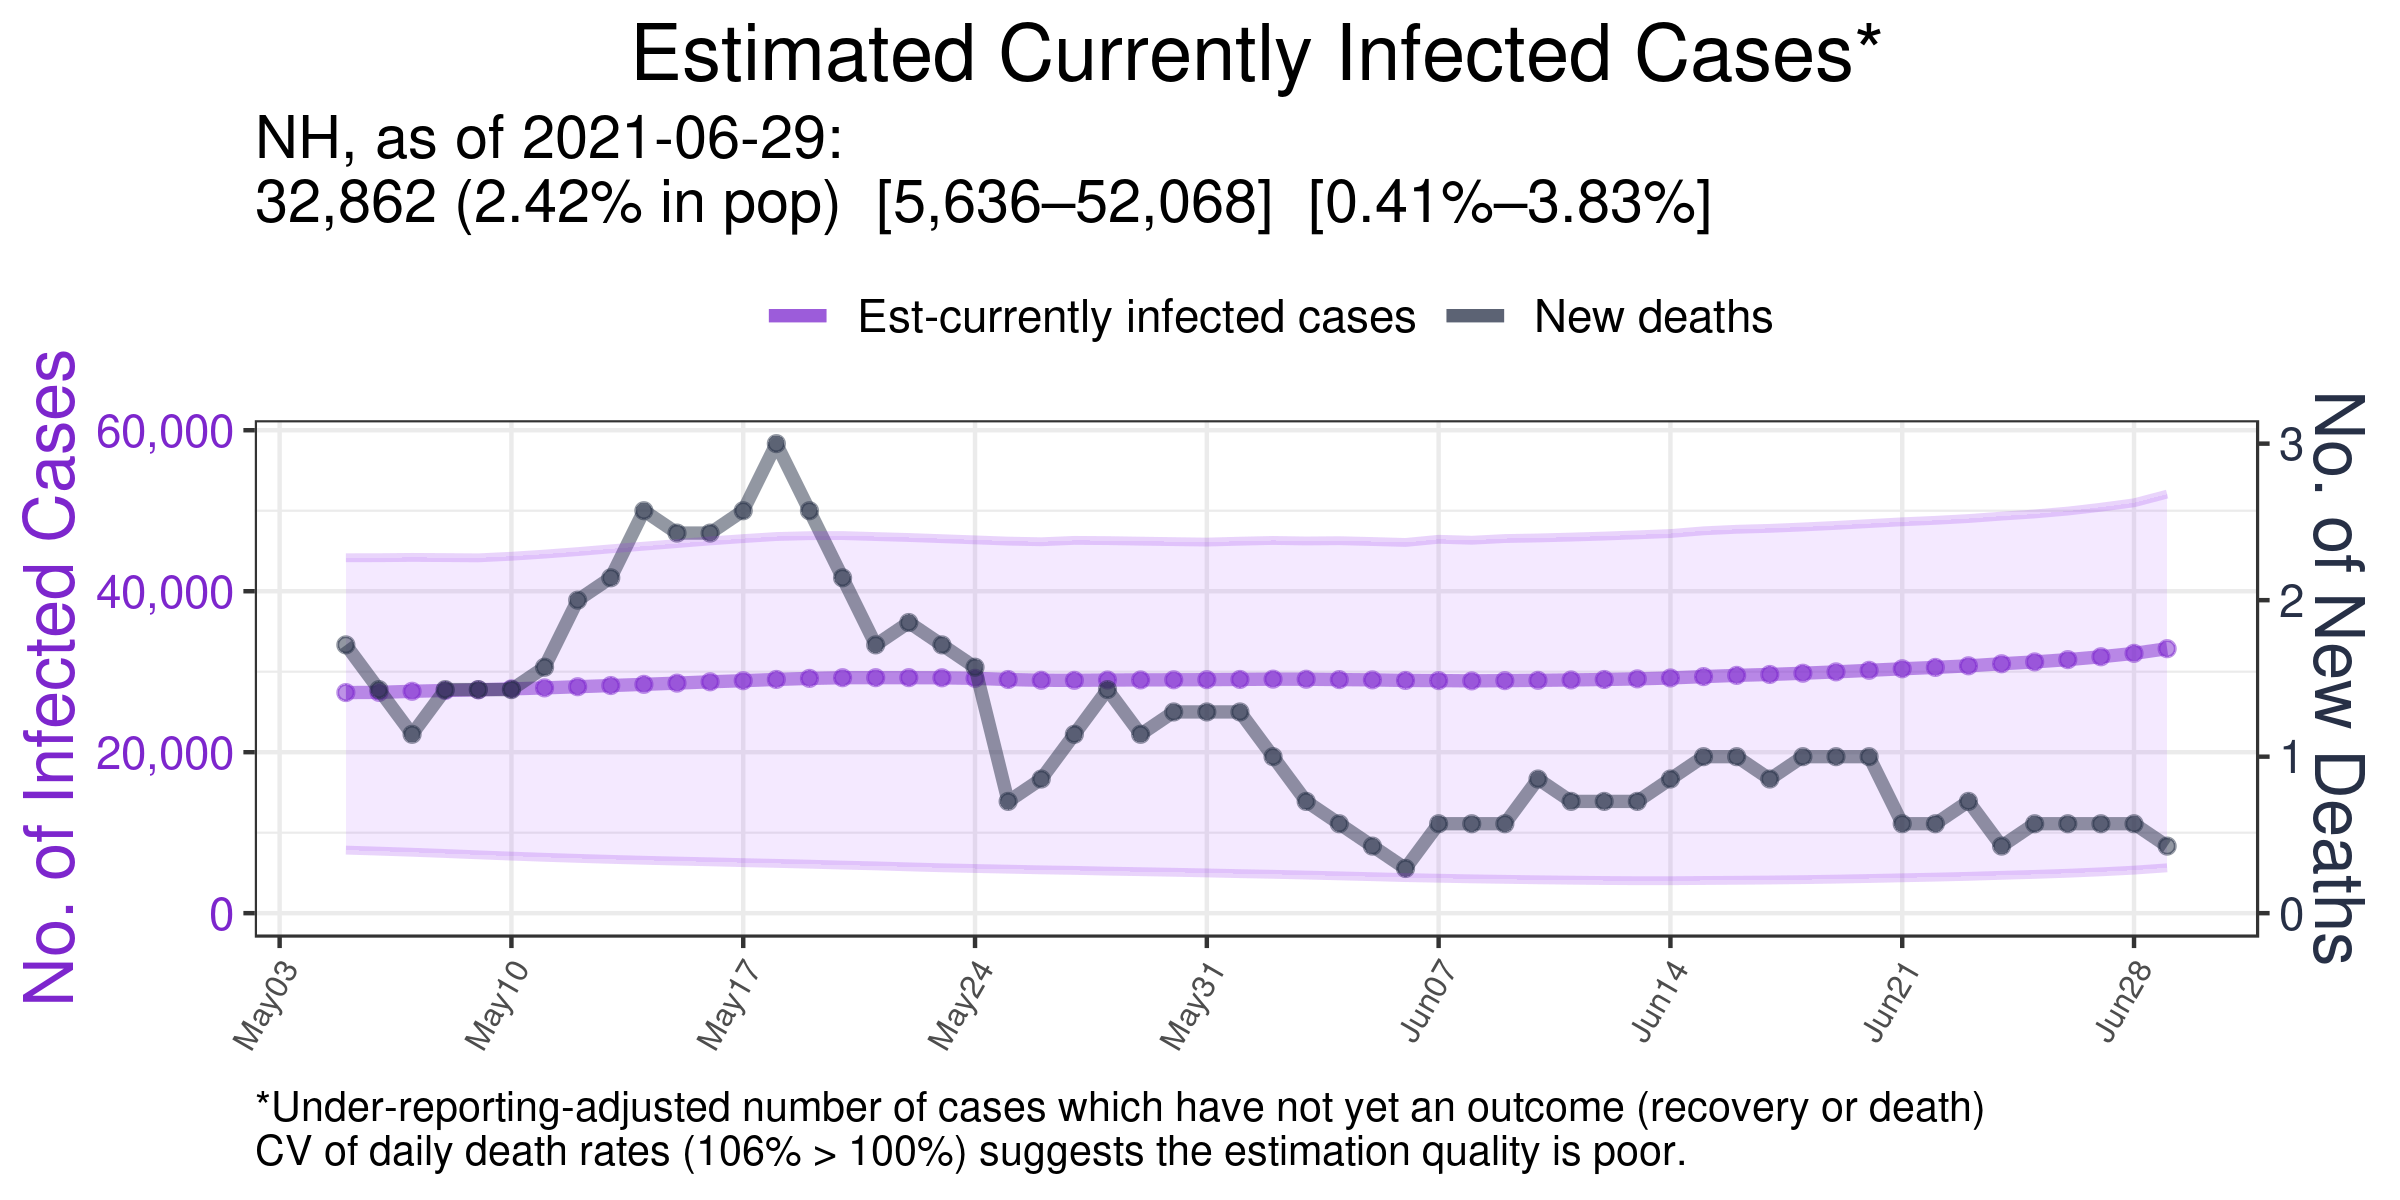 Estimated Currently Infected Cases*
NH, as of 2021-06-29:
32,862 (2.42% in pop)  [5,636–52,068]  [0.41%–3.83%]
Est-currently infected cases
New deaths
No. of Infected Cases
60,000
40,000
20,000
0
3
2
1
0
No. of New Deaths
May03
May10
May17
May24
May31
Jun07
Jun14
Jun21
Jun28
*Under-reporting-adjusted number of cases which have not yet an outcome (recovery or death)
CV of daily death rates (106% > 100%) suggests the estimation quality is poor.